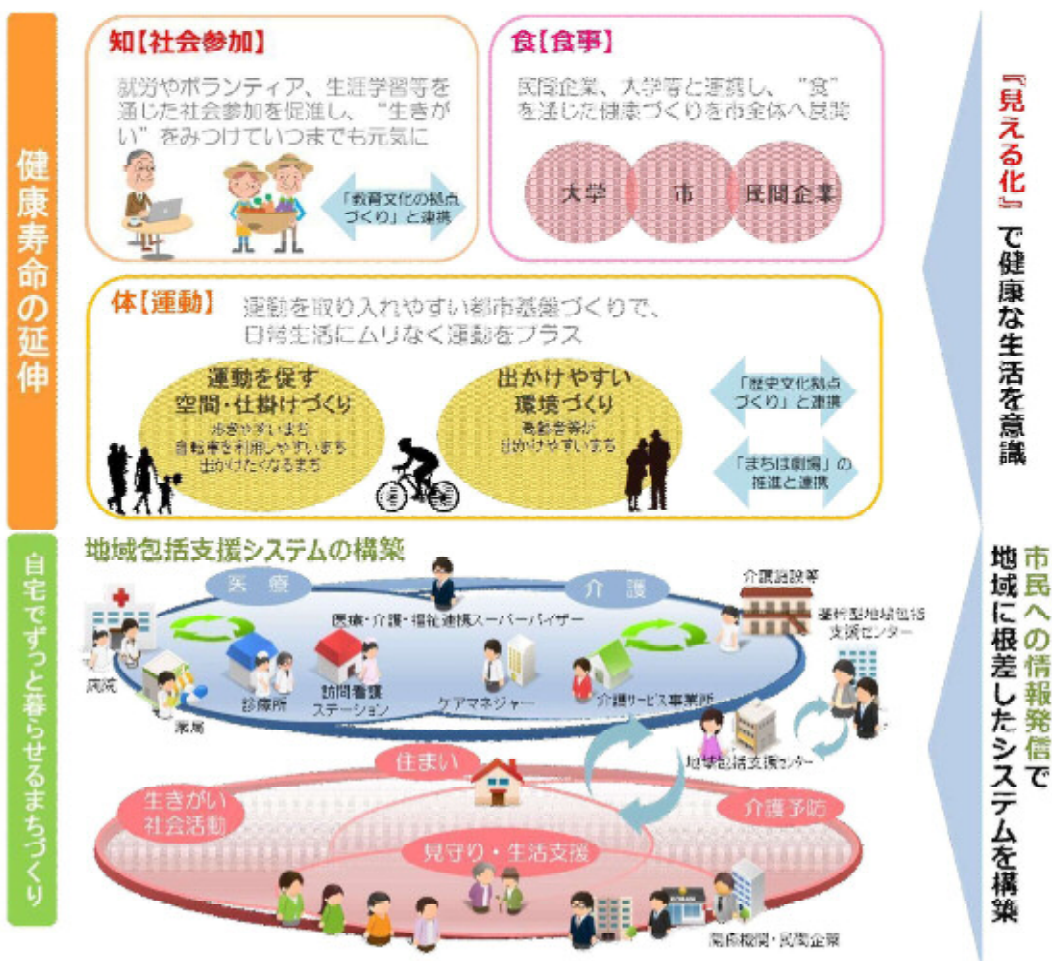 健康寿命の延伸
知【社会参加】
就労やボランティア、生涯学習等を
通じた社会参加を促進し、“生きが
い”をみつけていつまでも元気に
「教育文化の拠点
づくり」と連携
食【食事】
民間企業、大学等と連携し、“食”
を通じた健康づくりを市全体へ展開
大学
市
民間企業
体【運動】
運動を取り入れやすい都市基盤づくりで、
日常生活にムリなく運動をプラス
運動を促す
空間・仕掛けづくり
歩きやすいまち
自転車を利用しやすいまち
出かけたくなるまち
出かけやすい
環境づくり
高齢者等が
出かけやすいまち
「歴史文化拠点
づくり」と連携
「まちは劇場」の
推進と連携
『見える化』で健康な生活を意識
自宅でずっと暮らせるまちづくり
地域包括支援システムの構築
医療
介護
医療・介護・福祉連携スーパーバイザー
介護施設等
基幹型地域包括
支援センター
病院
薬局
診療所
訪問看護
ステーション
ケアマネジャー
介護サービス事業所
地域包括支援センター
住まい
生きがい
社会活動
介護予防
見守り・生活支援
関係機関・民間企業
市民への情報発信で
地域に根差したシステムを構築